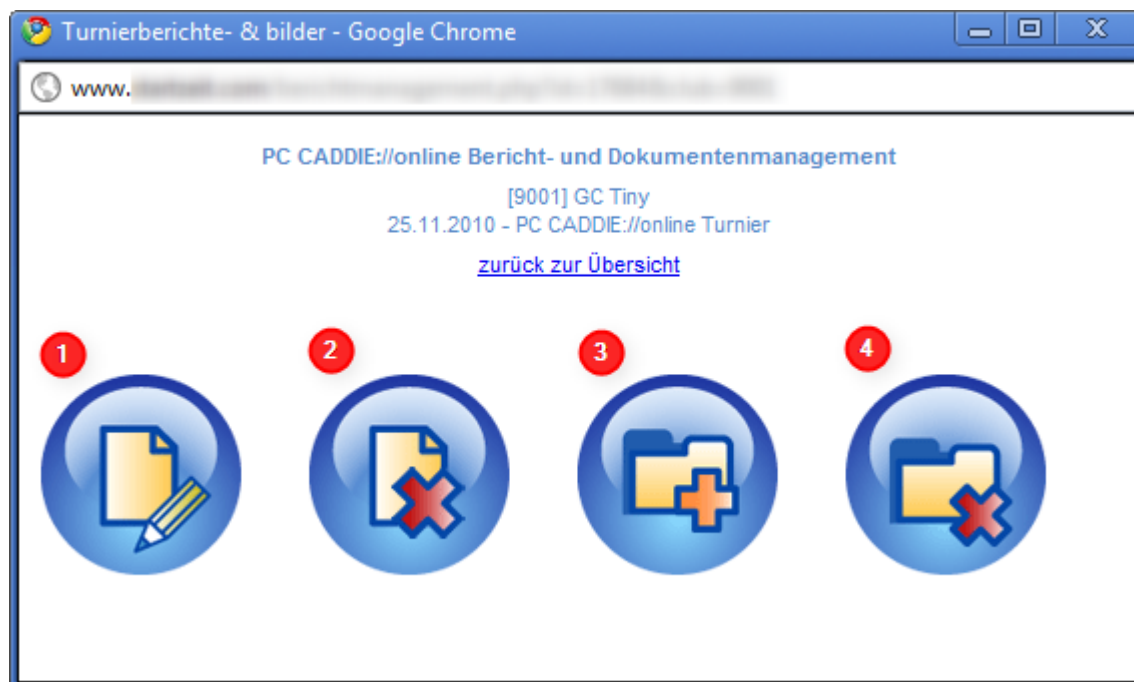 Turnierberichte- & bilder - Google Chrome
www.
PC CADDIE://online Bericht- und Dokumentenmanagement
[9001] GC Tiny
25.11.2010 - PC CADDIE://online Turnier
zurück zur Übersicht
1 2 3 4